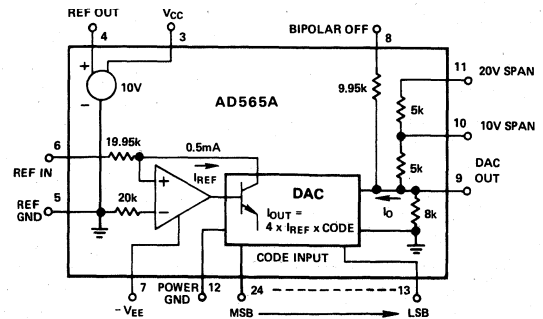 REF OUT
VCC
4
3
BIPOLAR OFF
8
+
10V
−
AD565A
9.95k
11
20V SPAN
5k
10
10V SPAN
5k
6
REF IN
19.95k
0.5mA
IREF
+
−
5
REF
GND
20k
DAC
IOUT =
4 x IREF x CODE
CODE INPUT
9
DAC
OUT
IO
8k
7
−VEE
POWER
GND
12
24
MSB
13
LSB